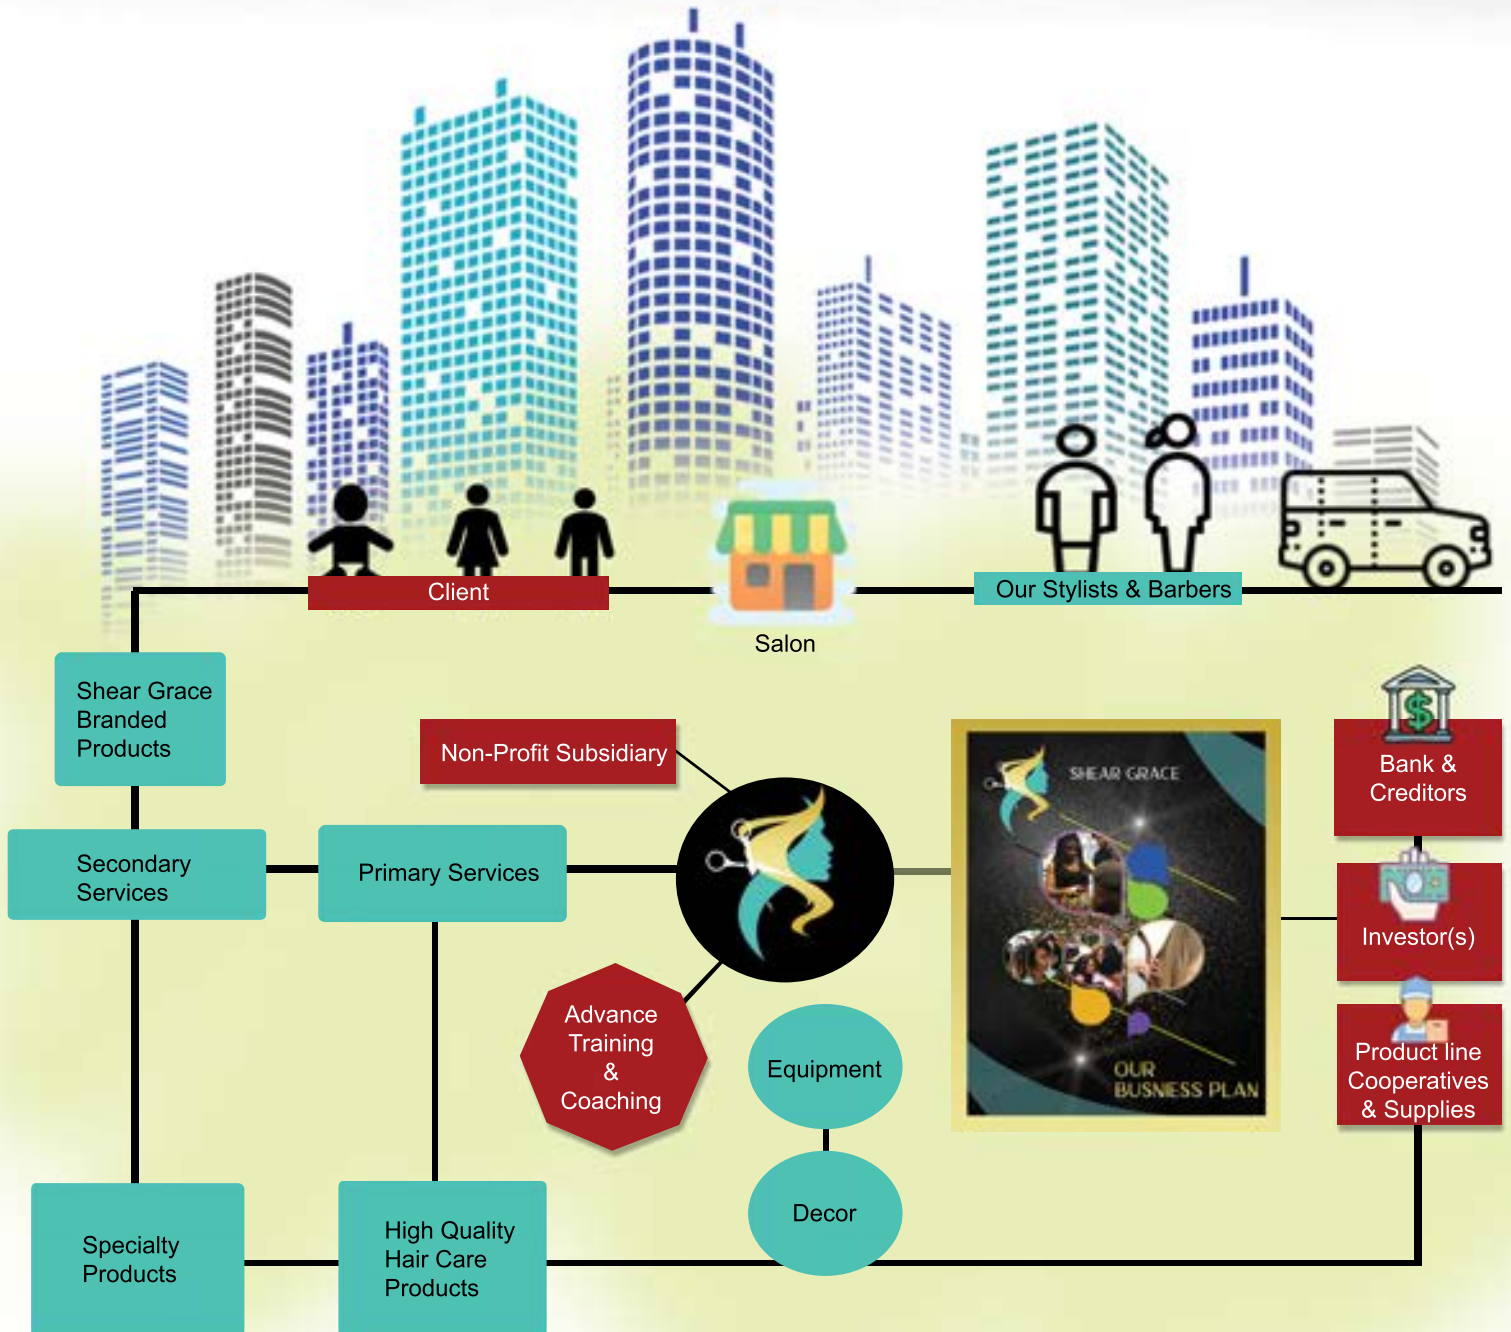 Client
Our Stylists & Barbers
Salon
Shear Grace
Branded
Products
Non-Profit Subsidiary
SHEAR GRACE
Bank &
Creditors
Secondary
Services
Primary Services
Investor(s)
Advance
Training
&
Coaching
Equipment
OUR
BUSNIESS PLAN
Product line
Cooperatives
& Supplies
Decor
Specialty
Products
High Quality
Hair Care
Products